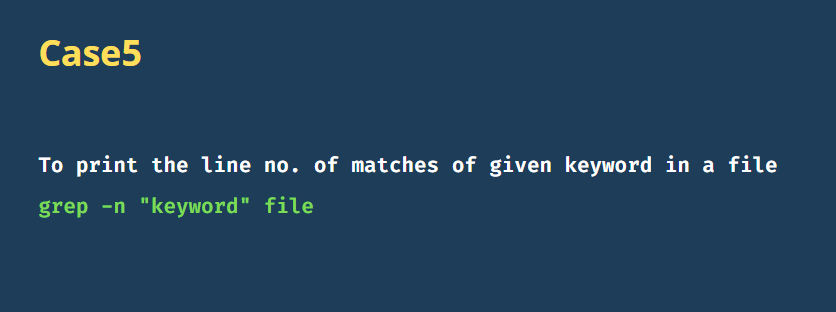 Case5
To print the line no. of matches of given keyword in a file
grep -n "keyword" file